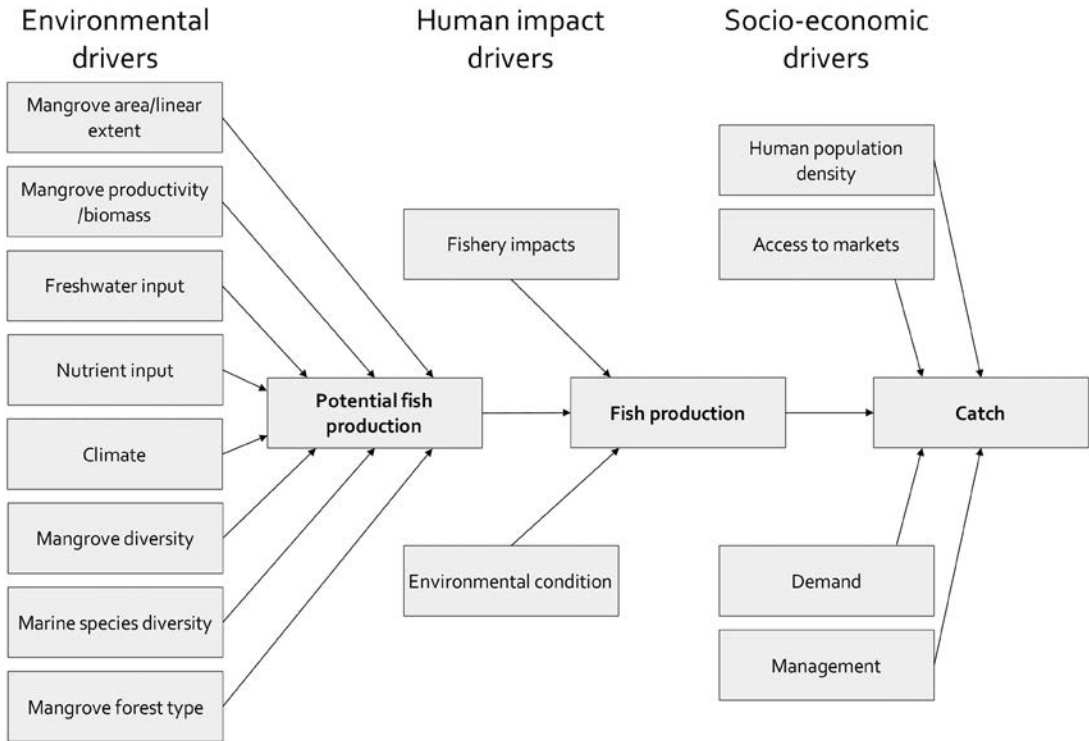 Environmental
drivers
Human impact
drivers
Socio-economic
drivers
Mangrove area/linear
extent
Mangrove productivity
/biomass
Freshwater input
Nutrient input
Climate
Mangrove diversity
Marine species diversity
Mangrove forest type
Potential fish
production
Fishery impacts
Fish production
Environmental condition
Human population
density
Access to markets
Catch
Demand
Management